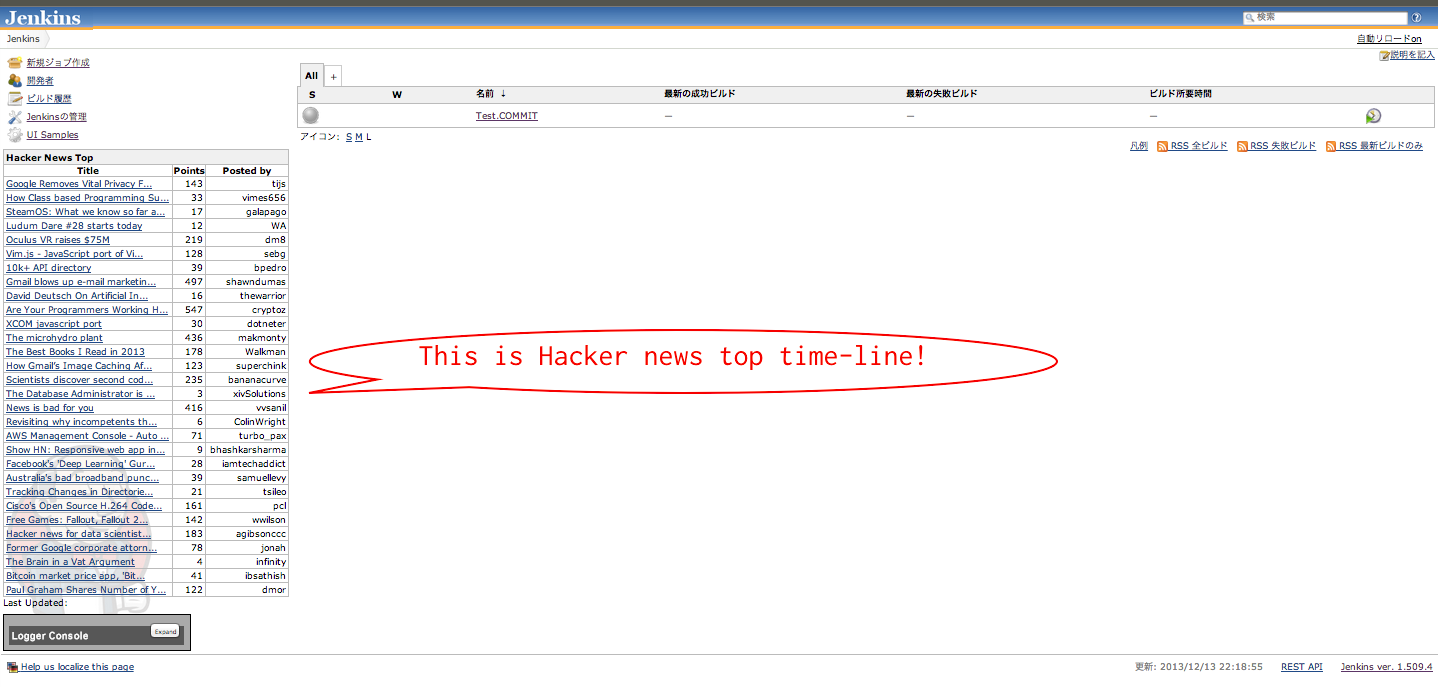 Jenkins
検索
Jenkins
自動リロードon
説明を記入
新規ジョブ作成
開発者
ビルド履歴
Jenkinsの管理
UI Samples
All +
S W 名前 ↓ 最新の成功ビルド 最新の失敗ビルド ビルド所要時間
Test.COMMIT — — —
アイコン: S M L
凡例 RSS 全ビルド RSS 失敗ビルド RSS 最新ビルドのみ
Hacker News Top
Title Points Posted by
Google Removes Vital Privacy F... 143 tijs
How Class based Programming Su... 33 vimes656
SteamOS: What we know so far a... 17 galapago
Ludum Dare #28 starts today 12 WA
Oculus VR raises $75M 219 dm8
Vim.js - JavaScript port of Vi... 128 sebg
10k+ API directory 39 bpedro
Gmail blows up e-mail marketin... 497 shawndumas
David Deutsch On Artificial In... 16 thewarrior
Are Your Programmers Working H... 547 cryptoz
XCOM javascript port 30 dotneter
The microhydro plant 436 makmonty
The Best Books I Read in 2013 178 Walkman
How Gmail's Image Caching Af... 123 superchink
Scientists discover second cod... 235 bananacurve
The Database Administrator is ... 3 xivSolutions
News is bad for you 416 vvsanil
Revisiting why incompetents th... 6 ColinWright
AWS Management Console - Auto ... 71 turbo_pax
Show HN: Responsive web app in... 9 bhashkarsharma
Facebook's 'Deep Learning' Gur... 28 iamtechaddict
Australia's bad broadband punc... 39 samuellevy
Tracking Changes in Directorie... 21 tsileo
Cisco's Open Source H.264 Code... 161 pcl
Free Games: Fallout, Fallout 2... 142 wwilson
Hacker news for data scientist... 183 agibsonccc
Former Google corporate attorn... 78 jonah
The Brain in a Vat Argument 4 infinity
Bitcoin market price app, 'Bit... 41 ibsathish
Paul Graham Shares Number of Y... 122 dmor
Last Updated:
This is Hacker news top time-line!
Logger Console Expand
Help us localize this page
更新: 2013/12/13 22:18:55 REST API Jenkins ver. 1.509.4